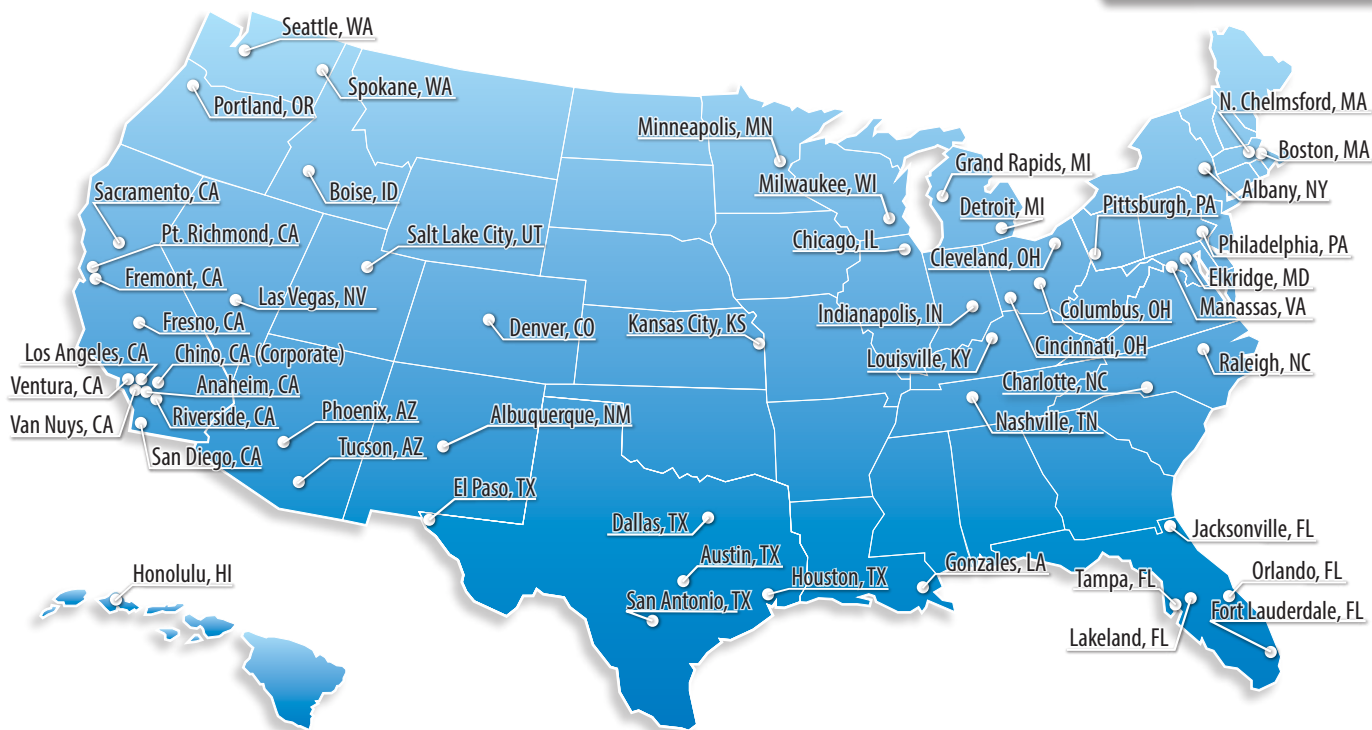 Seattle, WA
Spokane, WA
Portland, OR
N. Chelmsford, MA
Minneapolis, MN
Boston, MA
Grand Rapids, MI
Milwaukee, WI
Albany, NY
Boise, ID
Sacramento, CA
Pittsburgh, PA
Detroit, MI
Pt. Richmond, CA
Salt Lake City, UT
Chicago, IL
Philadelphia, PA
Cleveland, OH
Fremont, CA
Elkridge, MD
Las Vegas, NV
Manassas, VA
Columbus, OH
Indianapolis, IN
Fresno, CA
Denver, CO
Kansas City, KS
Cincinnati, OH
Los Angeles, CA
Chino, CA (Corporate)
Louisville, KY
Raleigh, NC
Ventura, CA
Anaheim, CA
Charlotte, NC
Riverside, CA
Phoenix, AZ
Albuquerque, NM
Nashville, TN
Van Nuys, CA
Tucson, AZ
San Diego, CA
El Paso, TX
Dallas, TX
Jacksonville, FL
Gonzales, LA
Orlando, FL
Honolulu, HI
Austin, TX
Houston, TX
Tampa, FL
San Antonio, TX
Fort Lauderdale, FL
Lakeland, FL